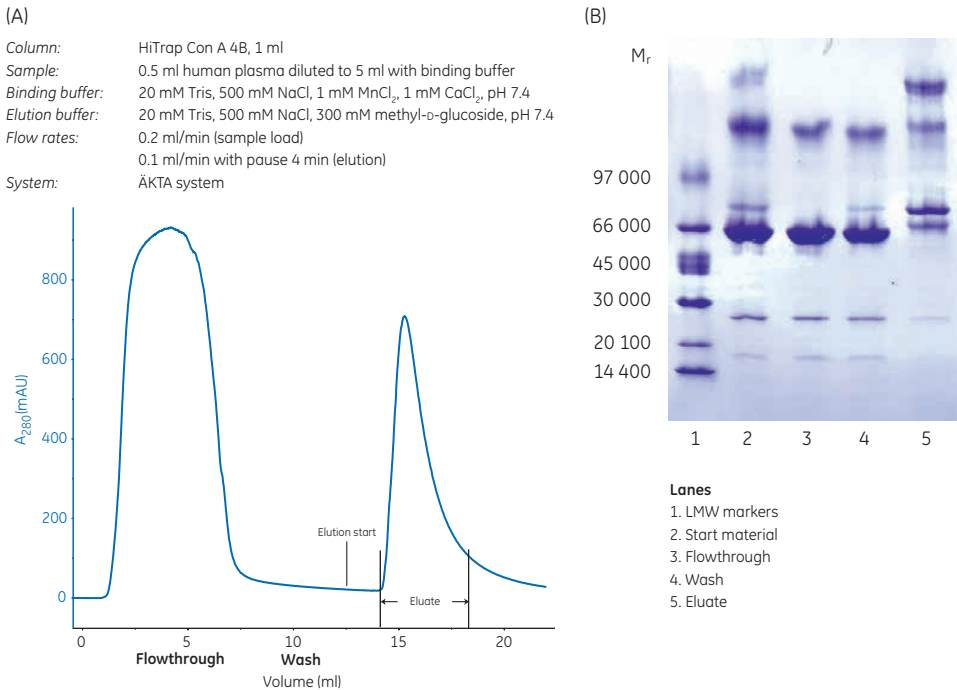 (A)
Column: HiTrap Con A 4B, 1 ml
Sample: 0.5 ml human plasma diluted to 5 ml with binding buffer
Binding buffer: 20 mM Tris, 500 mM NaCl, 1 mM MnCl₂, 1 mM CaCl₂, pH 7.4
Elution buffer: 20 mM Tris, 500 mM NaCl, 300 mM methyl-D-glucoside, pH 7.4
Flow rates: 0.2 ml/min (sample load)
0.1 ml/min with pause 4 min (elution)
System: ÄKTA system
A₂₈₀(mAU)
800
600
400
200
0
Elution start
Eluate
0 5 10 15 20
Flowthrough Wash
Volume (ml)
(B)
Mᵣ
97 000
66 000
45 000
30 000
20 100
14 400
1 2 3 4 5
Lanes
1. LMW markers
2. Start material
3. Flowthrough
4. Wash
5. Eluate